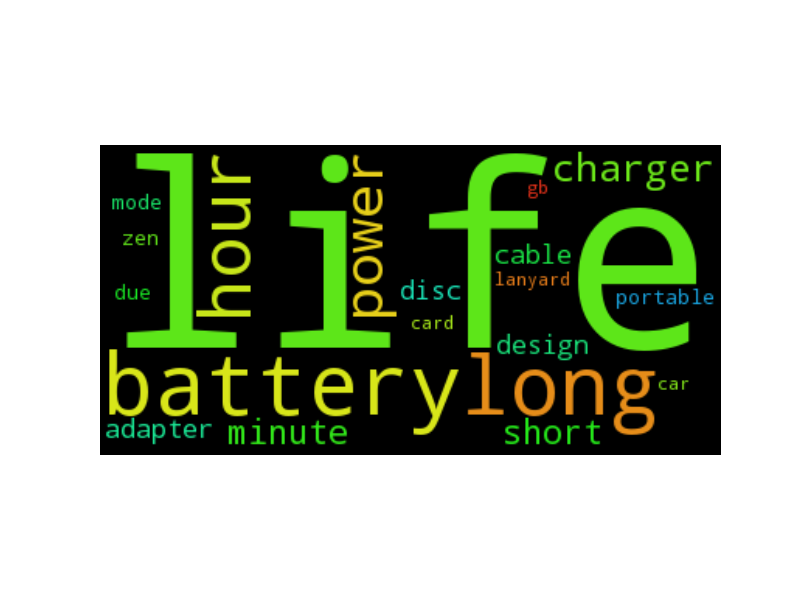 life
hour
power
charger
gb
mode
zen
cable
lanyard
due
disc
portable
card
design
battery
long
car
adapter
minute
short